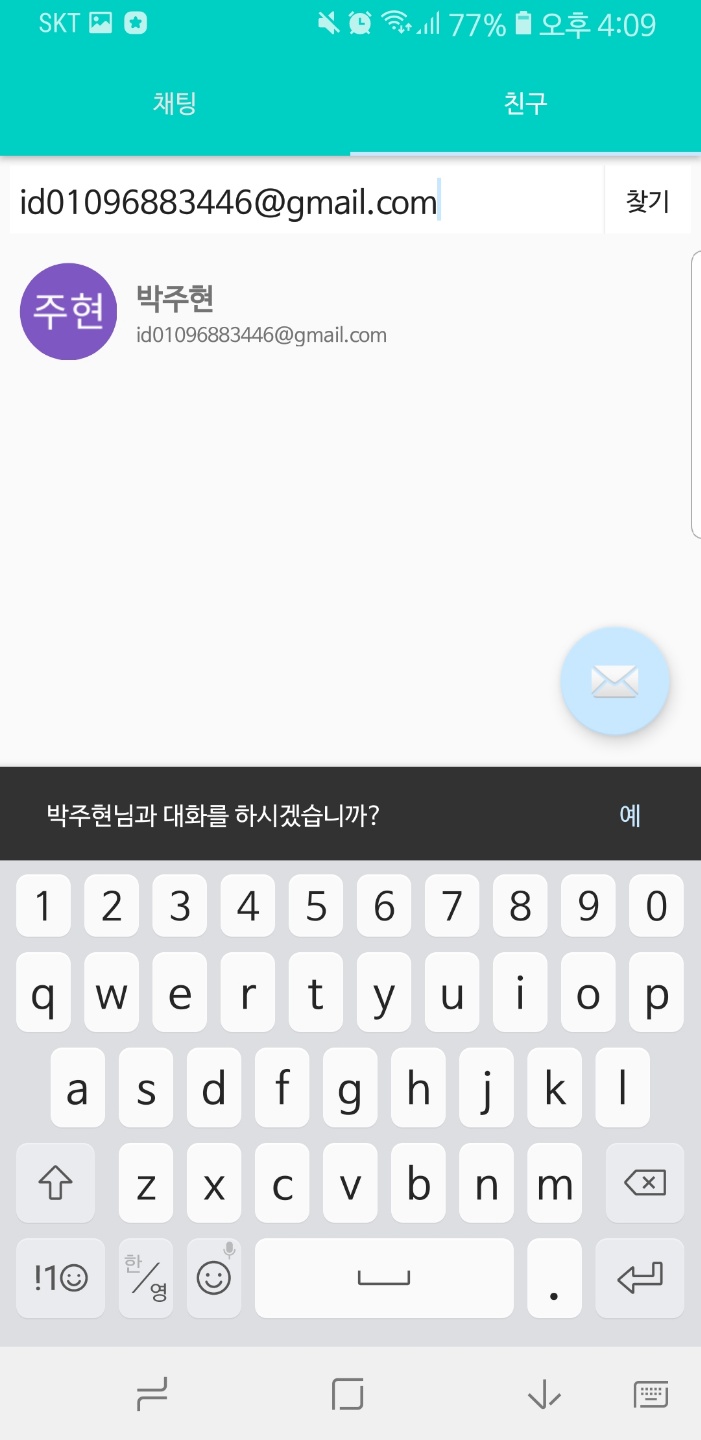 SKT 77% 오후 4:09
채팅 친구
id01096883446@gmail.com 찾기
주현 박주현
id01096883446@gmail.com
박주현님과 대화를 하시겠습니까? 예
1 2 3 4 5 6 7 8 9 0
q w e r t y u i o p
a s d f g h j k l
z x c v b n m
!1☺ 한/영 .